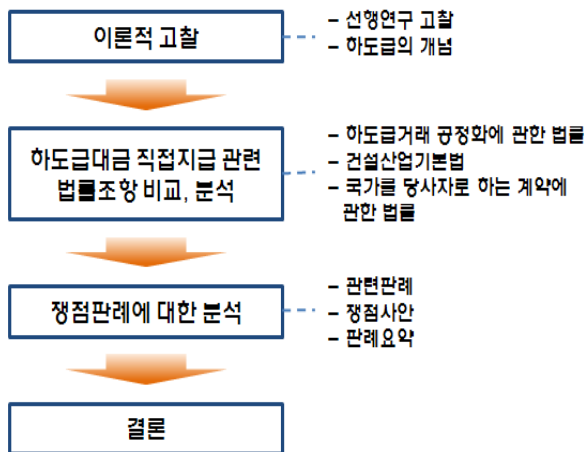 이론적 고찰
– 선행연구 고찰
– 하도급의 개념
하도급대금 직접지급 관련
법률조항 비교, 분석
– 하도급거래 공정화에 관한 법률
– 건설산업기본법
– 국가를 당사자로 하는 계약에
관한 법률
쟁점판례에 대한 분석
– 관련판례
– 쟁점사안
– 판례요약
결론